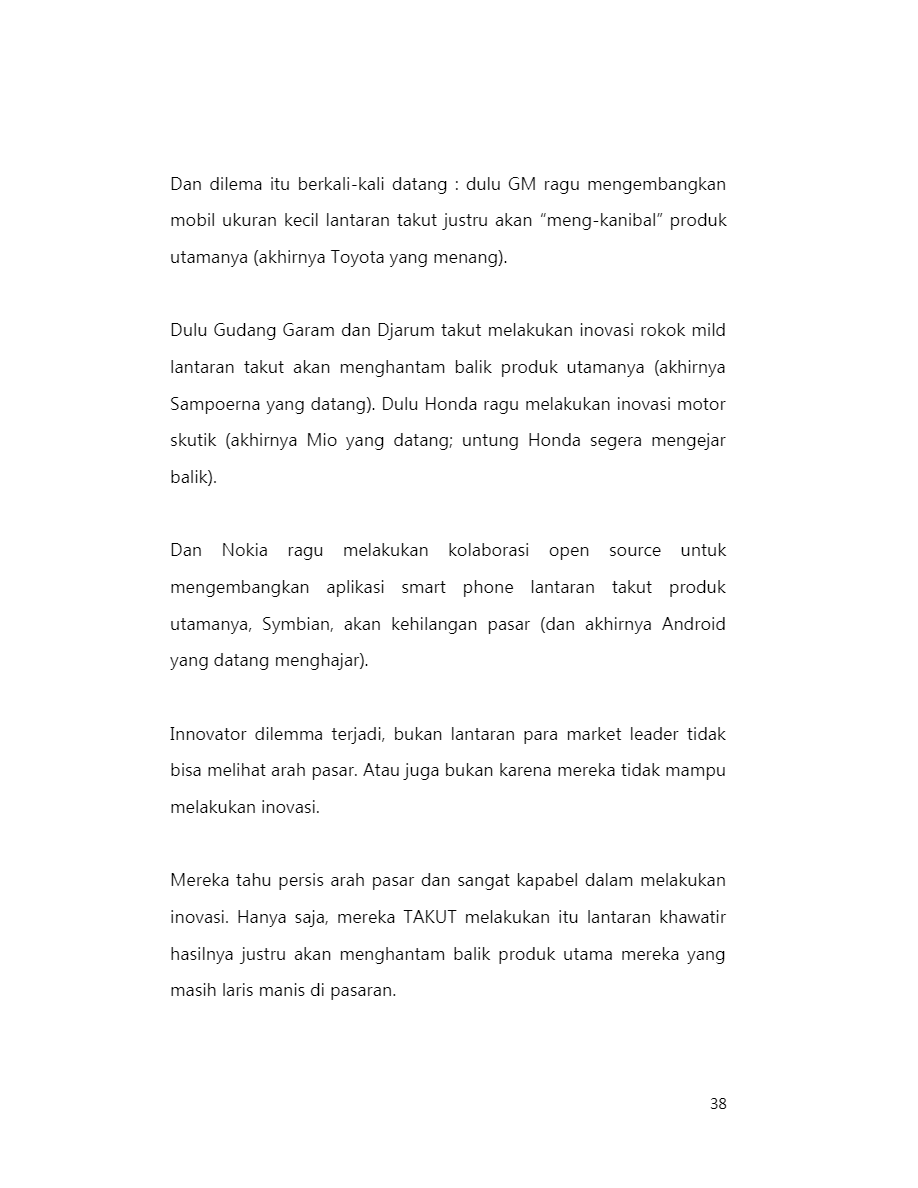 Dan dilema itu berkali-kali datang : dulu GM ragu mengembangkan
mobil ukuran kecil lantaran takut justru akan “meng-kanibal” produk
utamanya (akhirnya Toyota yang menang).
Dulu Gudang Garam dan Djarum takut melakukan inovasi rokok mild
lantaran takut akan menghantam balik produk utamanya (akhirnya
Sampoerna yang datang). Dulu Honda ragu melakukan inovasi motor
skutik (akhirnya Mio yang datang; untung Honda segera mengejar
balik).
Dan Nokia ragu melakukan kolaborasi open source untuk
mengembangkan aplikasi smart phone lantaran takut produk
utamanya, Symbian, akan kehilangan pasar (dan akhirnya Android
yang datang menghajar).
Innovator dilemma terjadi, bukan lantaran para market leader tidak
bisa melihat arah pasar. Atau juga bukan karena mereka tidak mampu
melakukan inovasi.
Mereka tahu persis arah pasar dan sangat kapabel dalam melakukan
inovasi. Hanya saja, mereka TAKUT melakukan itu lantaran khawatir
hasilnya justru akan menghantam balik produk utama mereka yang
masih laris manis di pasaran.
38